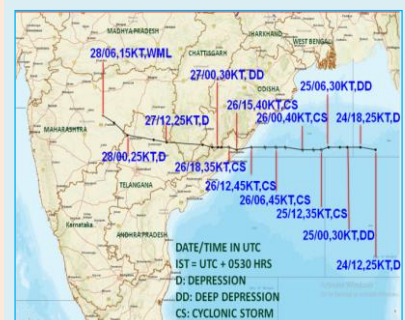 MADHYA PRADESH
JHARKHAND
WEST BENGAL
28/06,15KT,WML
CHATTISGARH
27/00,30KT,DD
ODISHA
25/06,30KT,DD
26/15,40KT,CS
27/12,25KT,D
26/00,40KT,CS
24/18,25KT,D
MAHARASHTRA
28/00,25KT,D
26/18,35KT,CS
TELANGANA
26/12,45KT,CS
26/06,45KT,CS
25/12,35KT,CS
Karnataka
ANDHRA PRADESH
25/00,30KT,DD
DATE/TIME IN UTC
IST = UTC + 0530 HRS
24/12,25KT,D
D: DEPRESSION
DD: DEEP DEPRESSION
CS: CYCLONIC STORM